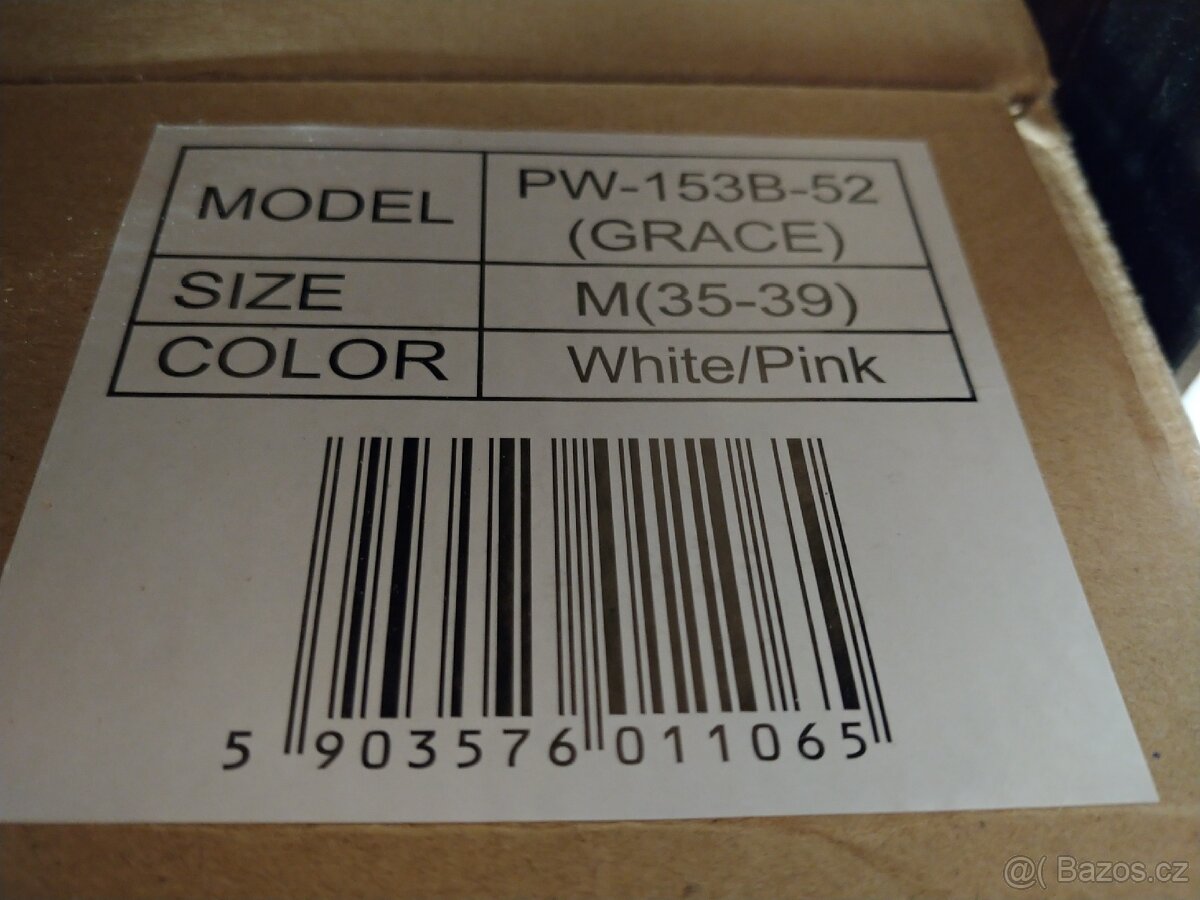 MODEL PW-153B-52
(GRACE)
SIZE M(35-39)
COLOR White/Pink
5 903576 011065
@( Bazos.cz